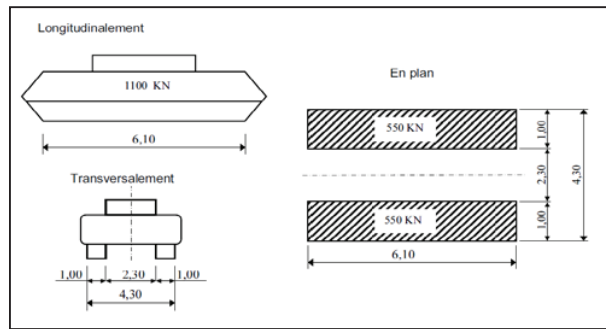 Longitudinalement
1100 KN
6,10
Transversalement
1,00
2,30
1,00
4,30
En plan
550 KN
1,00
2,30
4,30
550 KN
1,00
6,10